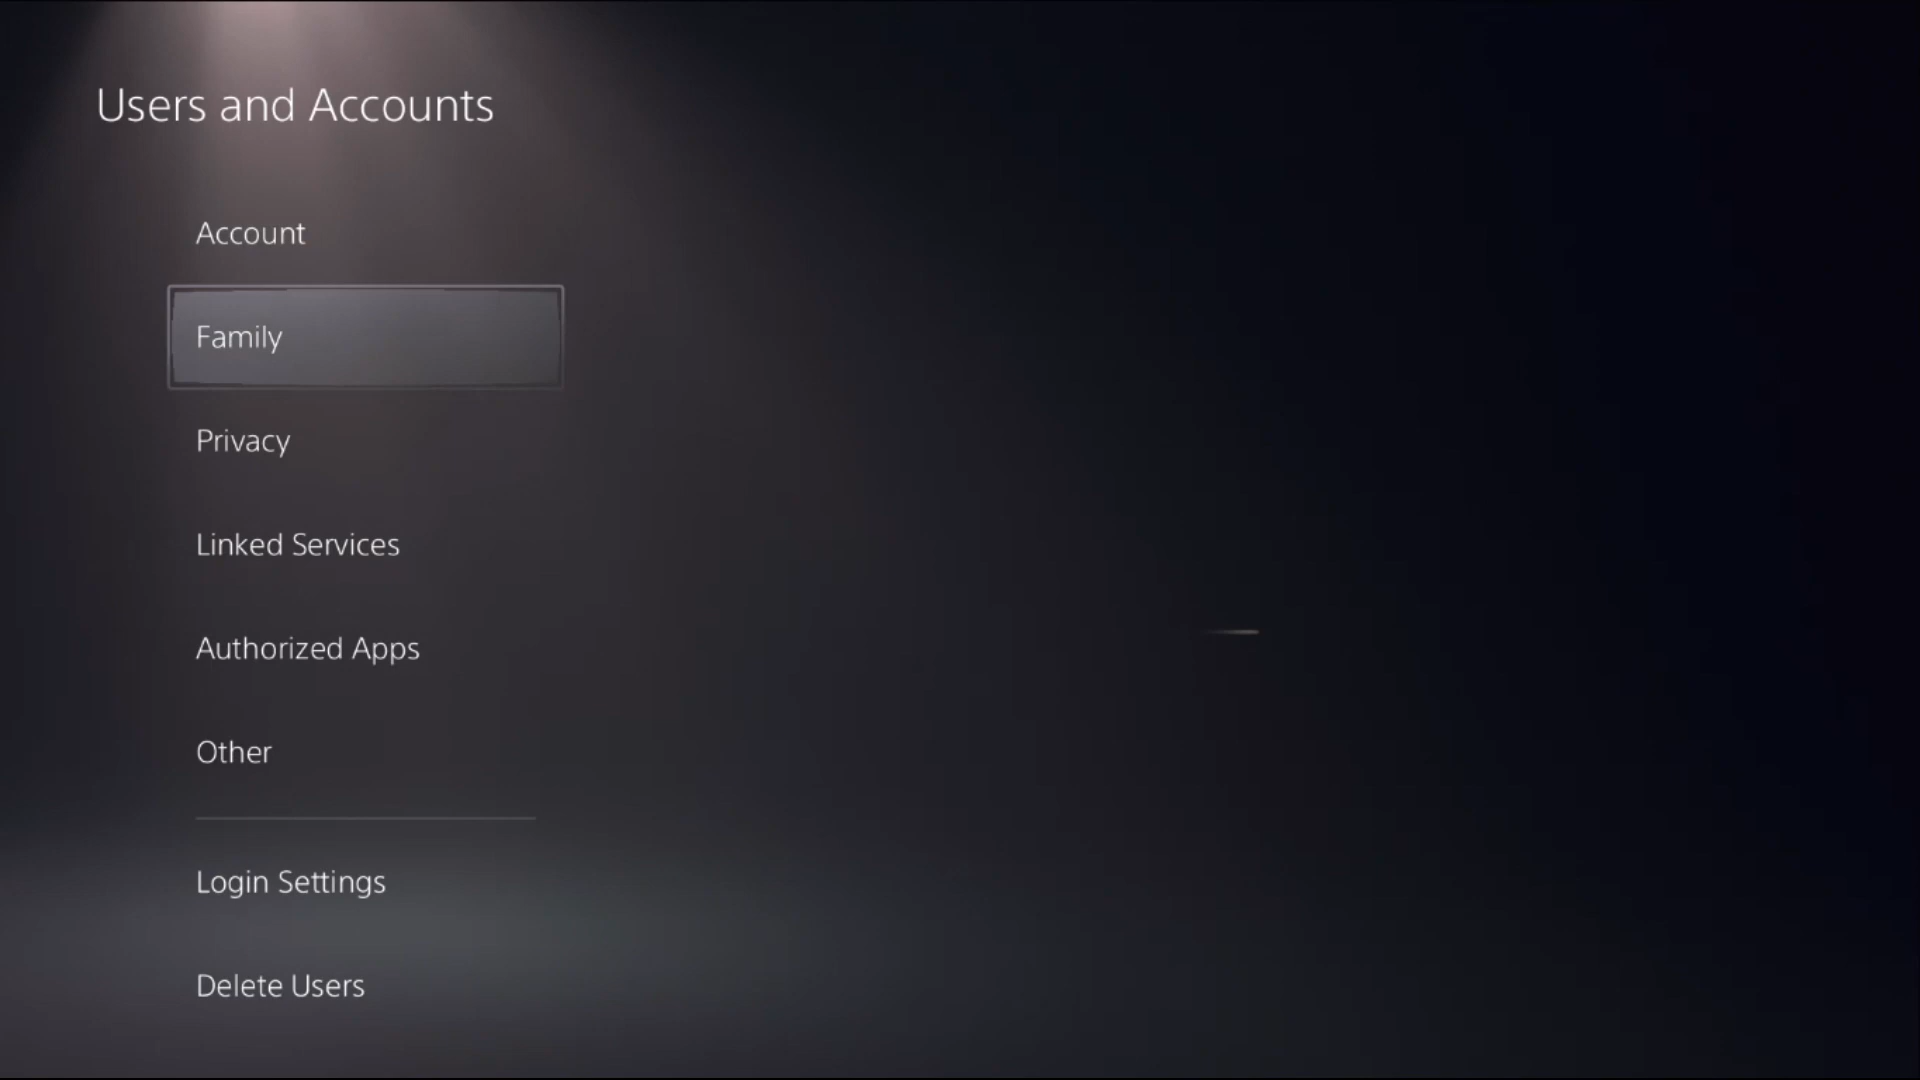 Users and Accounts
Account
Family
Privacy
Linked Services
Authorized Apps
Other
Login Settings
Delete Users